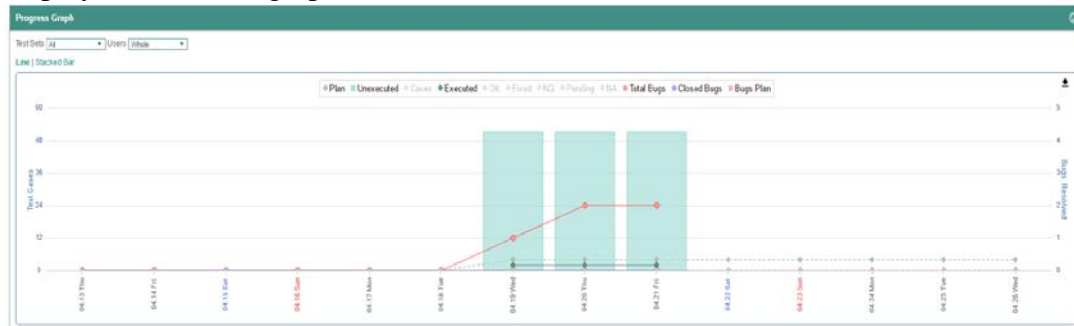 Progress Graph
Test Sets All Users Whole
Line | Stacked Bar
Plan Unexecuted Cases Executed OK Fixed NG Pending NA Total Bugs Closed Bugs Bugs Plan
60 5
48 4
36 3
24 2
12 1
0 0
Test Cases
Bugs Resolved
04.13 Thu 04.14 Fri 04.15 Sat 04.16 Sun 04.17 Mon 04.18 Tue 04.19 Wed 04.20 Thu 04.21 Fri 04.22 Sat 04.23 Sun 04.24 Mon 04.25 Tue 04.26 Wed